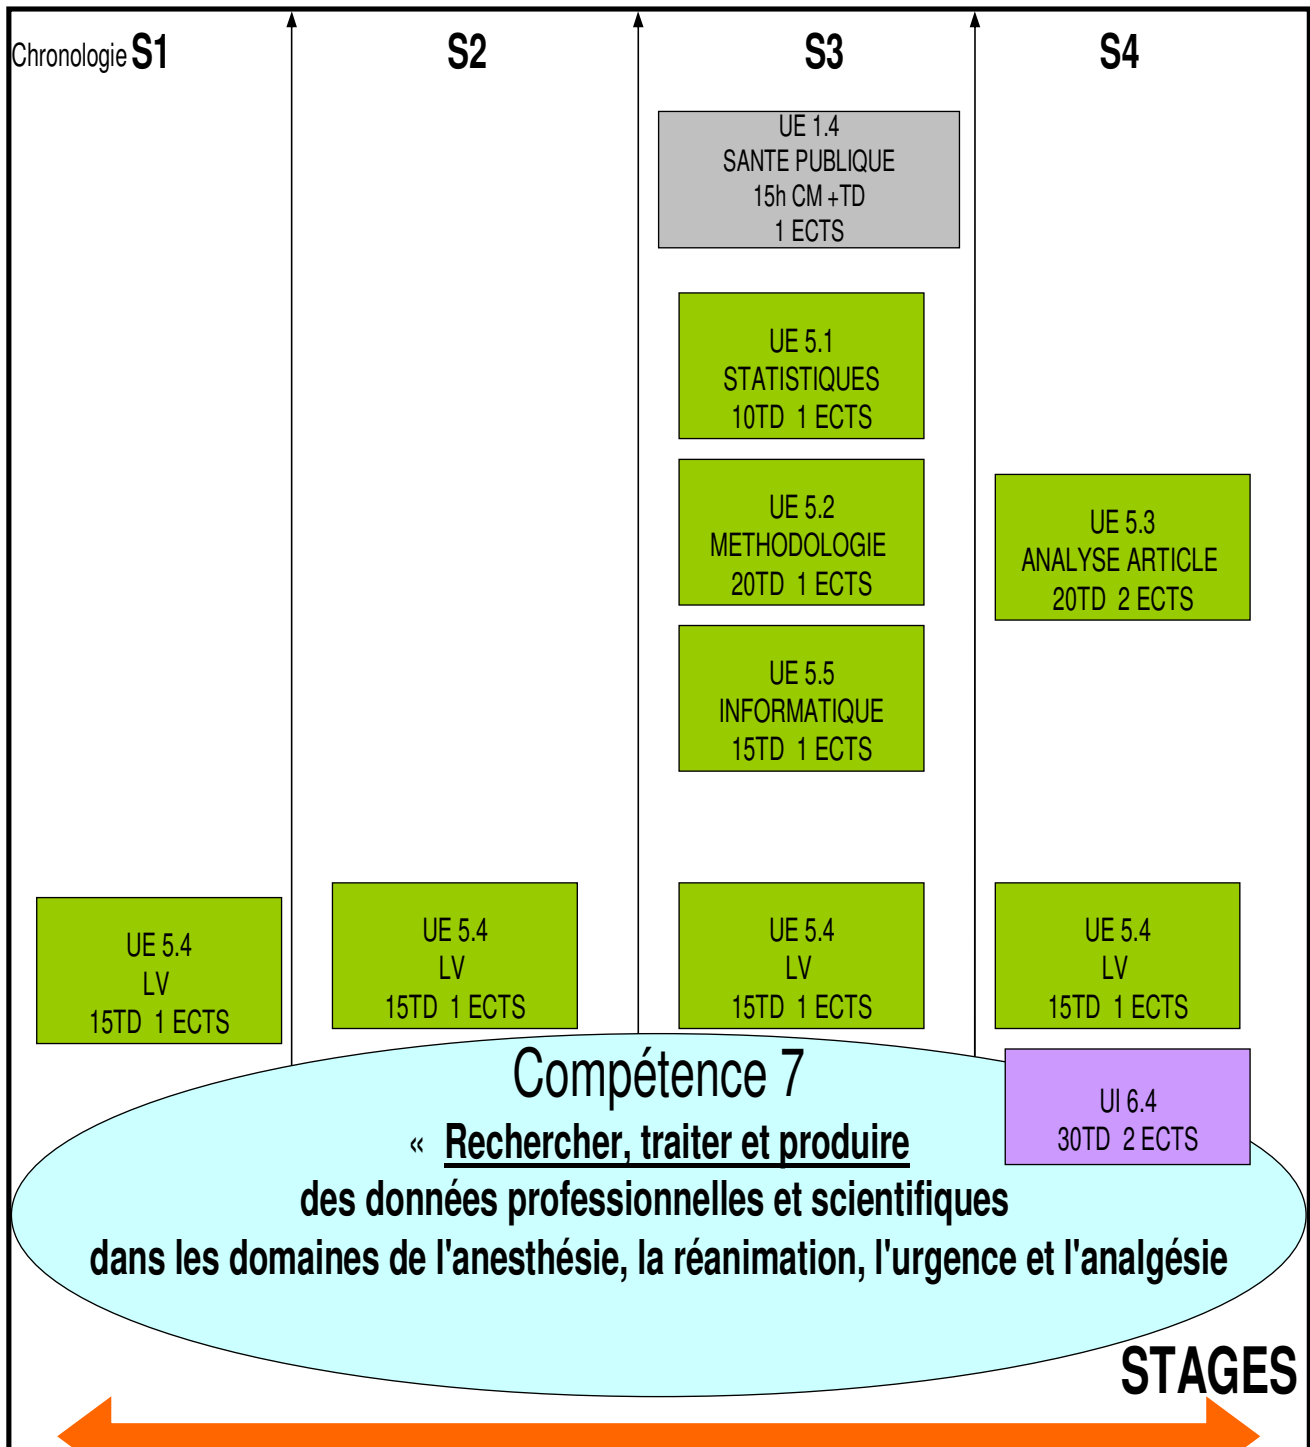 Chronologie S1
S2
S3
S4
UE 1.4
SANTE PUBLIQUE
15h CM +TD
1 ECTS
UE 5.1
STATISTIQUES
10TD 1 ECTS
UE 5.2
METHODOLOGIE
20TD 1 ECTS
UE 5.3
ANALYSE ARTICLE
20TD 2 ECTS
UE 5.5
INFORMATIQUE
15TD 1 ECTS
UE 5.4
LV
15TD 1 ECTS
UE 5.4
LV
15TD 1 ECTS
UE 5.4
LV
15TD 1 ECTS
UE 5.4
LV
15TD 1 ECTS
Compétence 7
« Rechercher, traiter et produire
des données professionnelles et scientifiques
dans les domaines de l'anesthésie, la réanimation, l'urgence et l'analgésie
UI 6.4
30TD 2 ECTS
STAGES